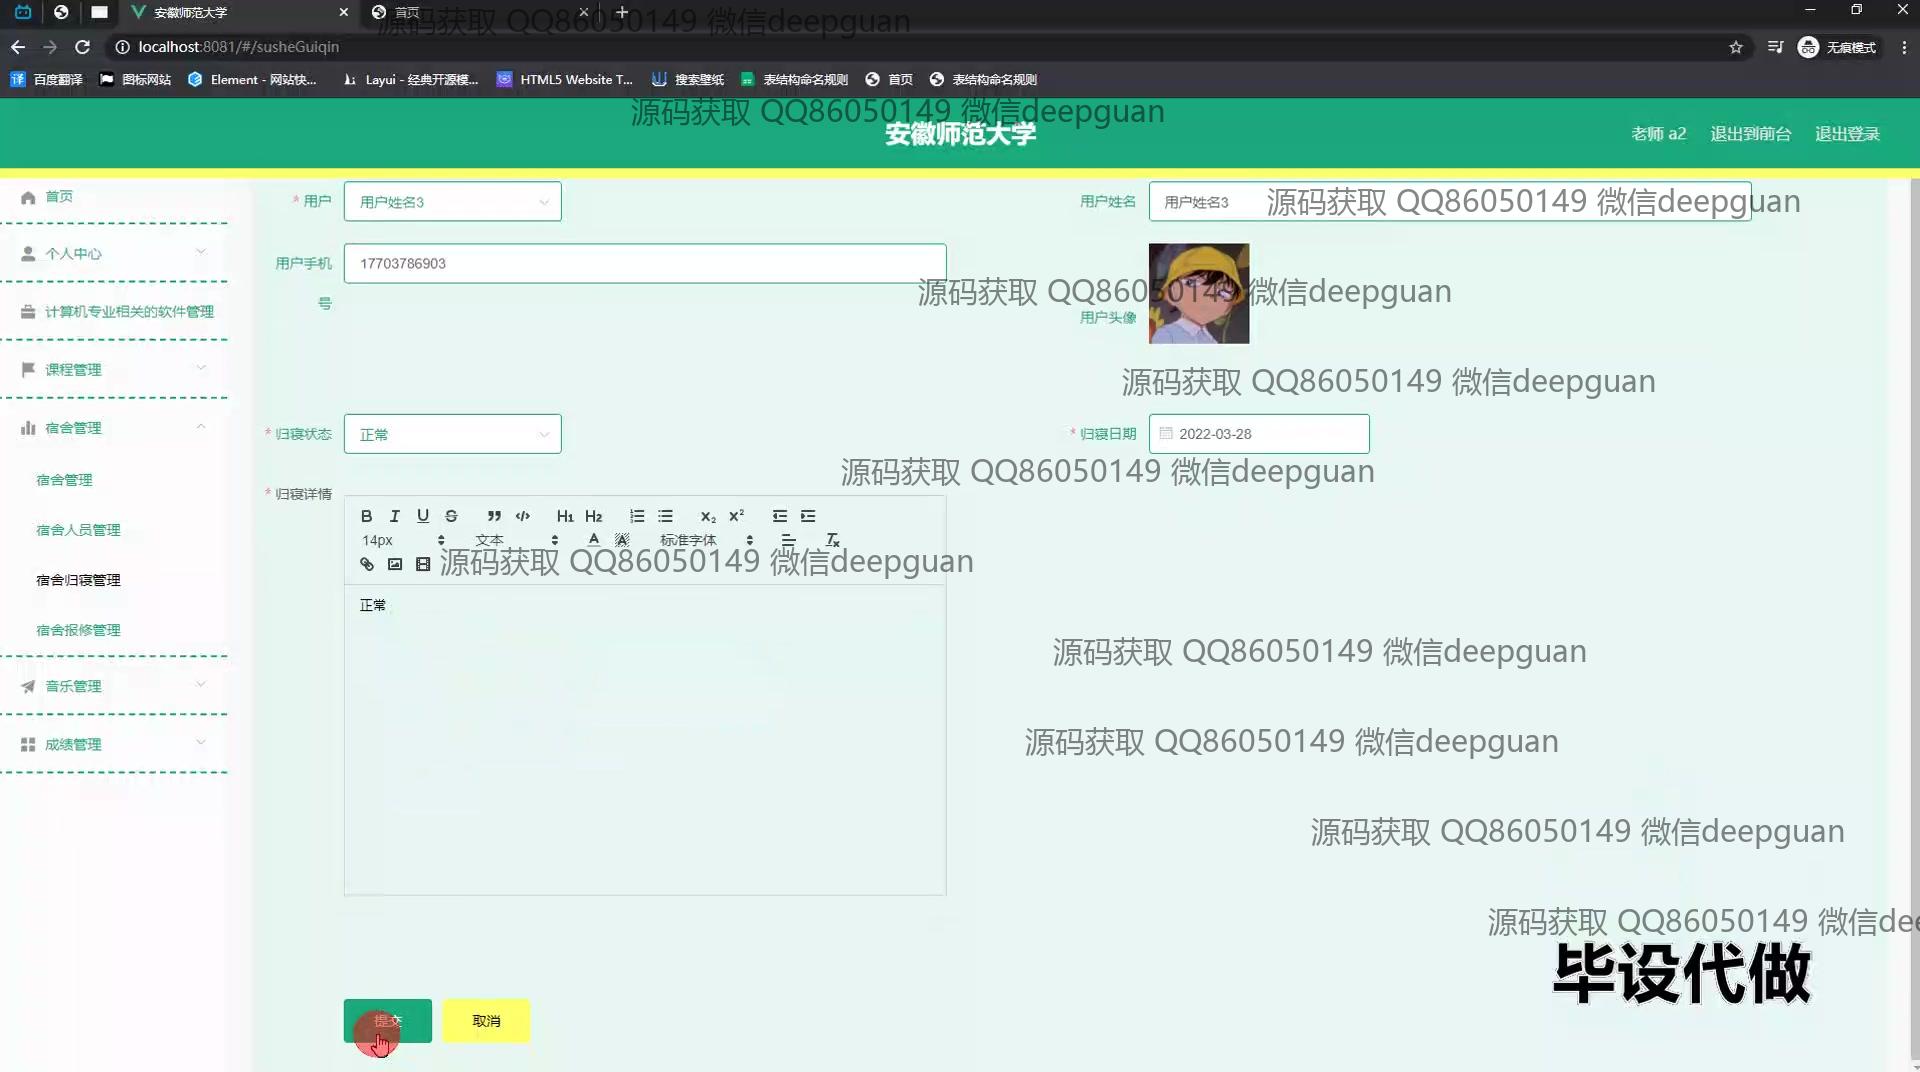 安徽师范大学
首页
源码获取 QQ86050149 微信deepguan
localhost:8081/#/susheGuiqin
无痕模式
百度翻译
图标网站
Element - 网站快...
Layui - 经典开源模...
HTML5 Website T...
搜索壁纸
表结构命名规则
首页
表结构命名规则
源码获取 QQ86050149 微信deepguan
安徽师范大学
老师 a2
退出到前台
退出登录
首页
个人中心
计算机专业相关的软件管理
课程管理
宿舍管理
宿舍管理
宿舍人员管理
宿舍归寝管理
宿舍报修管理
音乐管理
成绩管理
* 用户
用户姓名3
用户姓名
用户姓名3
源码获取 QQ86050149 微信deepguan
用户手机
号
17703786903
源码获取 QQ86050149 微信deepguan
用户头像
源码获取 QQ86050149 微信deepguan
* 归寝状态
正常
* 归寝日期
2022-03-28
源码获取 QQ86050149 微信deepguan
* 归寝详情
B I U S H1 H2 X2 X2
14px
文本
A A
标准字体
Tx
源码获取 QQ86050149 微信deepguan
正常
源码获取 QQ86050149 微信deepguan
源码获取 QQ86050149 微信deepguan
源码获取 QQ86050149 微信deepguan
源码获取 QQ86050149 微信dee
毕设代做
提交
取消